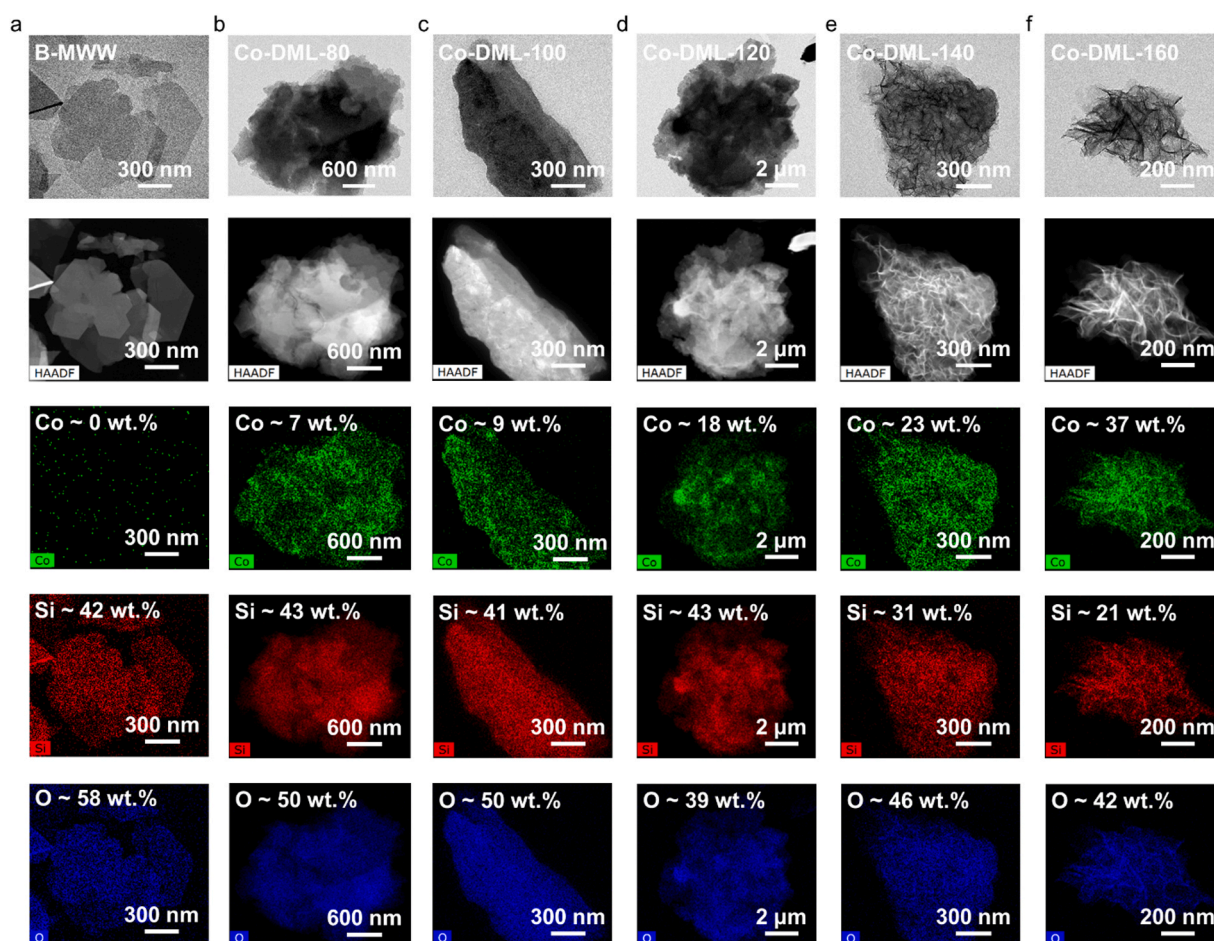 a b c d e f
B-MWW Co-DML-80 Co-DML-100 Co-DML-120 Co-DML-140 Co-DML-160
300 nm 600 nm 300 nm 2 μm 300 nm 200 nm
300 nm 600 nm 300 nm 2 μm 300 nm 200 nm
HAADF HAADF HAADF HAADF HAADF HAADF
Co ~ 0 wt.% Co ~ 7 wt.% Co ~ 9 wt.% Co ~ 18 wt.% Co ~ 23 wt.% Co ~ 37 wt.%
300 nm 600 nm 300 nm 2 μm 300 nm 200 nm
Co Co Co Co Co Co
Si ~ 42 wt.% Si ~ 43 wt.% Si ~ 41 wt.% Si ~ 43 wt.% Si ~ 31 wt.% Si ~ 21 wt.%
300 nm 600 nm 300 nm 2 μm 300 nm 200 nm
Si Si Si Si Si Si
O ~ 58 wt.% O ~ 50 wt.% O ~ 50 wt.% O ~ 39 wt.% O ~ 46 wt.% O ~ 42 wt.%
300 nm 600 nm 300 nm 2 μm 300 nm 200 nm
O O O O O O